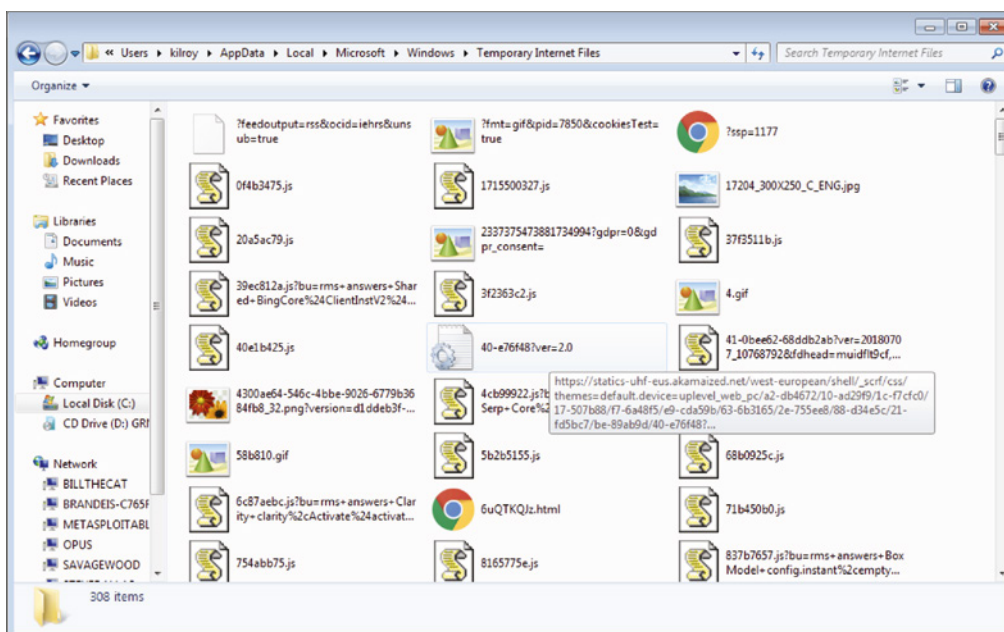 « Users › kilroy › AppData › Local › Microsoft › Windows › Temporary Internet Files
Search Temporary Internet Files
Organize
Favorites
Desktop
Downloads
Recent Places
Libraries
Documents
Music
Pictures
Videos
Homegroup
Computer
Local Disk (C:)
CD Drive (D:) GRI
Network
BILLTHECAT
BRANDEIS-C765F
METASPLOITABL
OPUS
SAVAGEWOOD
?feedoutput=rss&ocid=iehrs&uns
ub=true
?fmt=gif&pid=7850&cookiesTest=
true
?ssp=1177
0f4b3475.js
1715500327.js
17204_300X250_C_ENG.jpg
20a5ac79.js
2337375473881734994?gdpr=0&gd
pr_consent=
37f3511b.js
39ec812a.js?bu=rms+answers+Shar
ed+BingCore%24ClientInstV2%24...
3f2363c2.js
4.gif
40e1b425.js
40-e76f48?ver=2.0
41-0bee62-68ddb2ab?ver=2018070
7_10768792&fdhead=muidflt9cf,...
4300ae64-546c-4bbe-9026-6779b36
84fb8_32.png?version=d1ddeb3f-...
4cb99922.js?b
Serp+Core%2
https://statics-uhf-eus.akamaized.net/west-european/shell/_scrf/css/
themes=default.device=uplevel_web_pc/a2-db4672/10-ad29f9/1c-f7cfc0/
17-507b88/f7-6a48f5/e9-cda59b/63-6b3165/2e-755ee8/88-d34e5c/21-
fd5bc7/be-89ab9d/40-e76f48?...
58b810.gif
5b2b5155.js
68b0925c.js
6c87aebc.js?bu=rms+answers+Clar
ity+clarity%2cActivate%24activat...
6uQTKQJz.html
71b450b0.js
754abb75.js
8165775e.js
837b7657.js?bu=rms+answers+Box
Model+config.instant%2cempty...
308 items